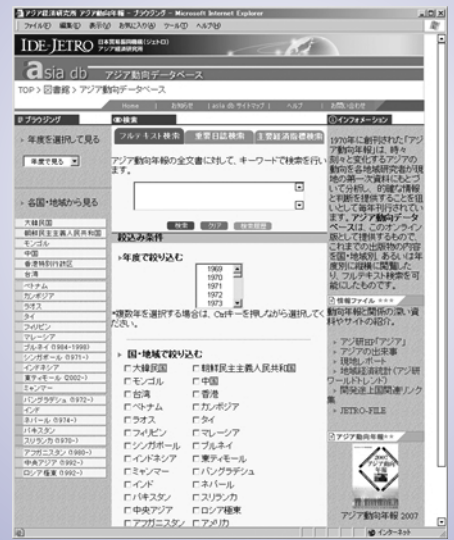 アジア経済研究所 アジア動向年報 - ブラウジング - Microsoft Internet Explorer
ファイル(F) 編集(E) 表示(V) お気に入り(A) ツール(T) ヘルプ(H)
IDE-JETRO 日本貿易振興機構(ジェトロ)
アジア経済研究所
asia db アジア動向データベース
TOP > 図書館 > アジア動向データベース
Home | お知らせ | asia db サイトマップ | ヘルプ | お問い合わせ
ブラウジング
年度を選択して見る
年度で見る
各国・地域から見る
大韓民国
朝鮮民主主義人民共和国
モンゴル
中国
香港特別行政区
台湾
ベトナム
カンボジア
ラオス
タイ
フィリピン
マレーシア
ブルネイ (1984-1998)
シンガポール (1971-)
インドネシア
東ティモール (2002-)
ミャンマー
バングラデシュ (1972-)
インド
ネパール (1974-)
パキスタン
スリランカ (1970-)
アフガニスタン (1980-)
中央アジア (1992-)
ロシア極東 (1992-)
検索
フルテキスト検索 重要日誌検索 主要経済指標検索
アジア動向年報の全文書に対して、キーワードで検索を行います。
検索 クリア 検索履歴
絞込み条件
年度で絞り込む
1969
1970
1971
1972
1973
*複数年を選択する場合は、Ctrlキーを押しながら選択してください。
国・地域で絞り込む
大韓民国 朝鮮民主主義人民共和国
モンゴル 中国
台湾 香港
ベトナム カンボジア
ラオス タイ
フィリピン マレーシア
シンガポール ブルネイ
インドネシア 東ティモール
ミャンマー バングラデシュ
インド ネパール
パキスタン スリランカ
中央アジア ロシア極東
アフガニスタン アメリカ
インフォメーション
1970年に創刊された「アジ
ア動向年報」は、時々
刻々と変化するアジアの
動向を各地域研究者が現
地の第一次資料にもとづ
いて分析し、的確な情報
と判断を提供することを狙
いとして毎年刊行されてい
ます。アジア動向データ
ベースは、このオンライン
版として提供するもので、
これまでの出版物の内容
を国・地域別、あるいは年
度別に縦横に閲覧した
り、フルテキスト検索を可
能にしたものです。
情報ファイル
動向年報と関係の深い資
料やサイトの紹介。
アジ研HP「アジア」
アジアの出来事
現地レポート
地域経済統計(アジ研
ワールドトレンド)
開発途上国関連リンク
集
JETRO-FILE
アジア動向年報
2007
アジア動向
年報
アジア動向年報 2007
インターネット